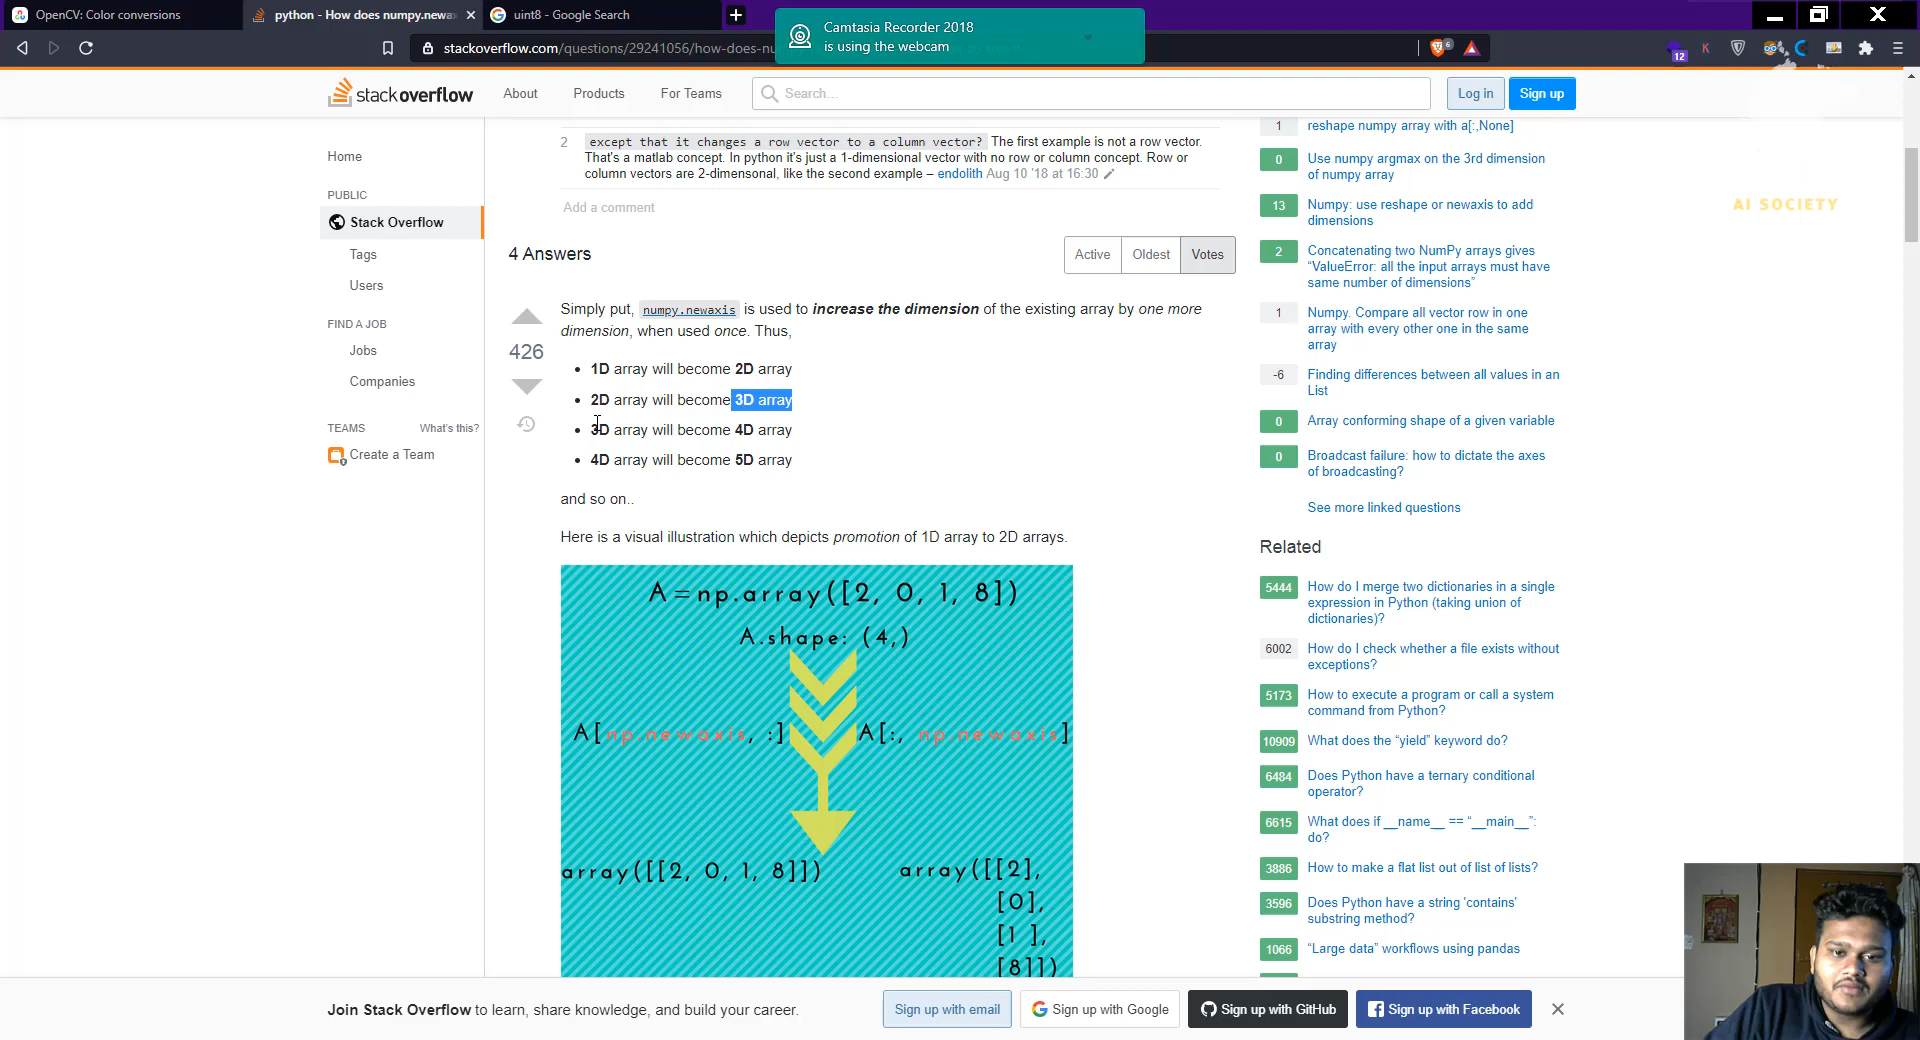 OpenCV: Color conversions
python - How does numpy.newa
uint8 - Google Search
Camtasia Recorder 2018
is using the webcam
stackoverflow.com/questions/29241056/how-does-nu
6
12
K
stackoverflow
About
Products
For Teams
Search...
Log in
Sign up
Home
PUBLIC
Stack Overflow
Tags
Users
FIND A JOB
Jobs
Companies
TEAMS
What's this?
Create a Team
2
except that it changes a row vector to a column vector? The first example is not a row vector.
That's a matlab concept. In python it's just a 1-dimensional vector with no row or column concept. Row or
column vectors are 2-dimensonal, like the second example – endolith Aug 10 '18 at 16:30
Add a comment
4 Answers
Active
Oldest
Votes
426
Simply put, numpy.newaxis is used to increase the dimension of the existing array by one more
dimension, when used once. Thus,
1D array will become 2D array
2D array will become 3D array
3D array will become 4D array
4D array will become 5D array
and so on..
Here is a visual illustration which depicts promotion of 1D array to 2D arrays.
A=np.array([2, 0, 1, 8])
A.shape: (4,)
A[np.newaxis, :]
A[:, np.newaxis]
array([[2, 0, 1, 8]])
array([[2],
[0],
[1 ],
[8]])
1 reshape numpy array with a[:,None]
0 Use numpy argmax on the 3rd dimension
of numpy array
13 Numpy: use reshape or newaxis to add
dimensions
2 Concatenating two NumPy arrays gives
“ValueError: all the input arrays must have
same number of dimensions”
1 Numpy. Compare all vector row in one
array with every other one in the same
array
-6 Finding differences between all values in an
List
0 Array conforming shape of a given variable
0 Broadcast failure: how to dictate the axes
of broadcasting?
See more linked questions
Related
5444 How do I merge two dictionaries in a single
expression in Python (taking union of
dictionaries)?
6002 How do I check whether a file exists without
exceptions?
5173 How to execute a program or call a system
command from Python?
10909 What does the “yield” keyword do?
6484 Does Python have a ternary conditional
operator?
6615 What does if __name__ == “__main__”:
do?
3886 How to make a flat list out of list of lists?
3596 Does Python have a string 'contains'
substring method?
1066 “Large data” workflows using pandas
AI SOCIETY
Join Stack Overflow to learn, share knowledge, and build your career.
Sign up with email
Sign up with Google
Sign up with GitHub
Sign up with Facebook